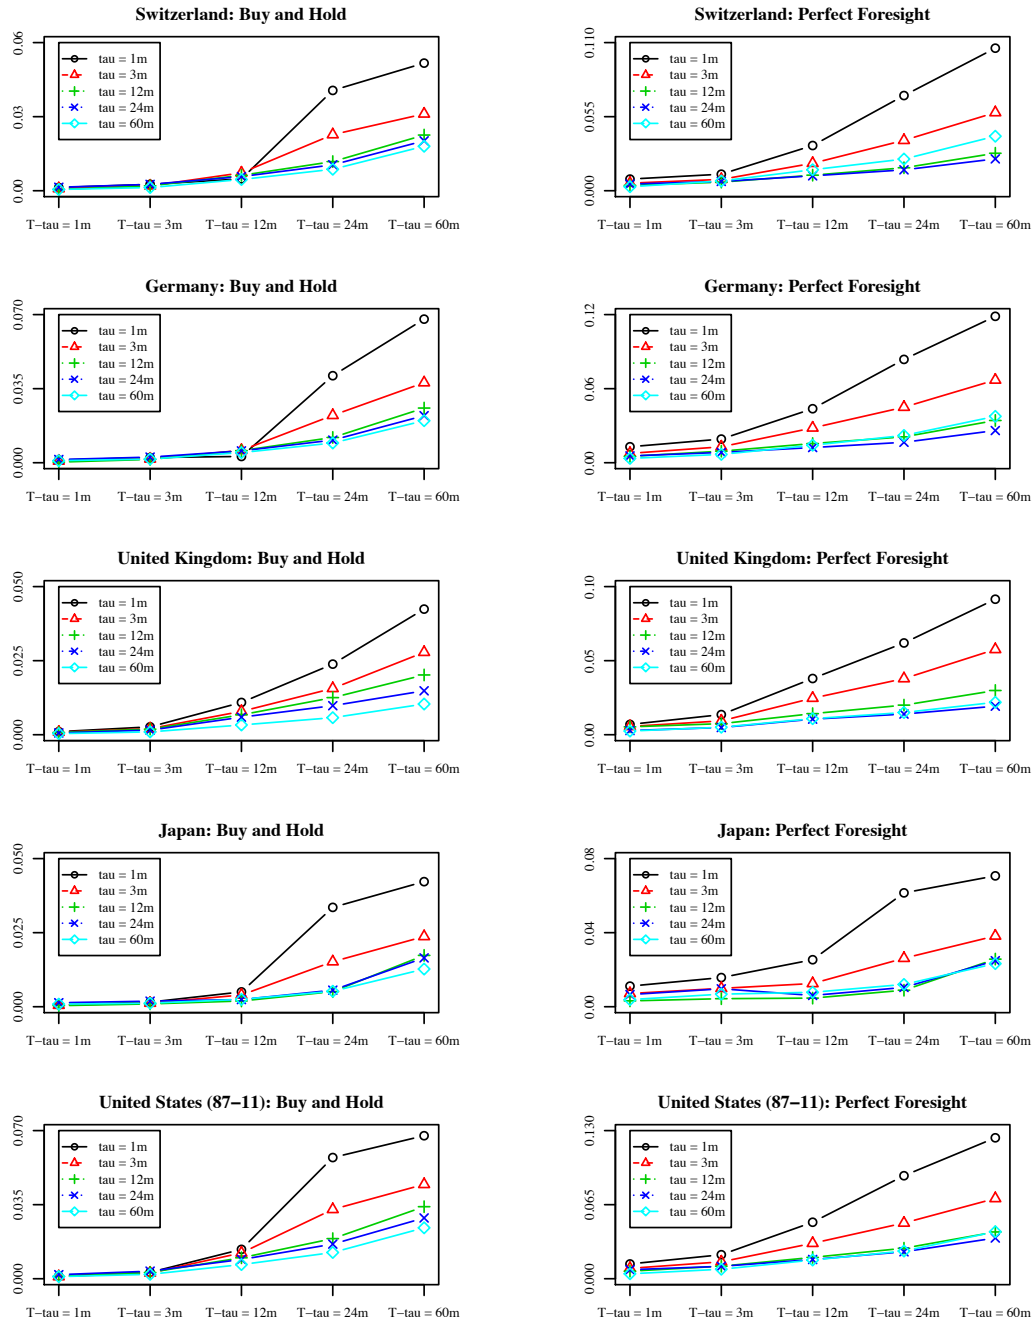 Switzerland: Buy and Hold
0.06
0.03
0.00
tau = 1m
tau = 3m
tau = 12m
tau = 24m
tau = 60m
T−tau = 1m T−tau = 3m T−tau = 12m T−tau = 24m T−tau = 60m
Switzerland: Perfect Foresight
0.110
0.055
0.000
tau = 1m
tau = 3m
tau = 12m
tau = 24m
tau = 60m
T−tau = 1m T−tau = 3m T−tau = 12m T−tau = 24m T−tau = 60m
Germany: Buy and Hold
0.070
0.035
0.000
tau = 1m
tau = 3m
tau = 12m
tau = 24m
tau = 60m
T−tau = 1m T−tau = 3m T−tau = 12m T−tau = 24m T−tau = 60m
Germany: Perfect Foresight
0.12
0.06
0.00
tau = 1m
tau = 3m
tau = 12m
tau = 24m
tau = 60m
T−tau = 1m T−tau = 3m T−tau = 12m T−tau = 24m T−tau = 60m
United Kingdom: Buy and Hold
0.050
0.025
0.000
tau = 1m
tau = 3m
tau = 12m
tau = 24m
tau = 60m
T−tau = 1m T−tau = 3m T−tau = 12m T−tau = 24m T−tau = 60m
United Kingdom: Perfect Foresight
0.10
0.05
0.00
tau = 1m
tau = 3m
tau = 12m
tau = 24m
tau = 60m
T−tau = 1m T−tau = 3m T−tau = 12m T−tau = 24m T−tau = 60m
Japan: Buy and Hold
0.050
0.025
0.000
tau = 1m
tau = 3m
tau = 12m
tau = 24m
tau = 60m
T−tau = 1m T−tau = 3m T−tau = 12m T−tau = 24m T−tau = 60m
Japan: Perfect Foresight
0.08
0.04
0.00
tau = 1m
tau = 3m
tau = 12m
tau = 24m
tau = 60m
T−tau = 1m T−tau = 3m T−tau = 12m T−tau = 24m T−tau = 60m
United States (87−11): Buy and Hold
0.070
0.035
0.000
tau = 1m
tau = 3m
tau = 12m
tau = 24m
tau = 60m
T−tau = 1m T−tau = 3m T−tau = 12m T−tau = 24m T−tau = 60m
United States (87−11): Perfect Foresight
0.130
0.065
0.000
tau = 1m
tau = 3m
tau = 12m
tau = 24m
tau = 60m
T−tau = 1m T−tau = 3m T−tau = 12m T−tau = 24m T−tau = 60m